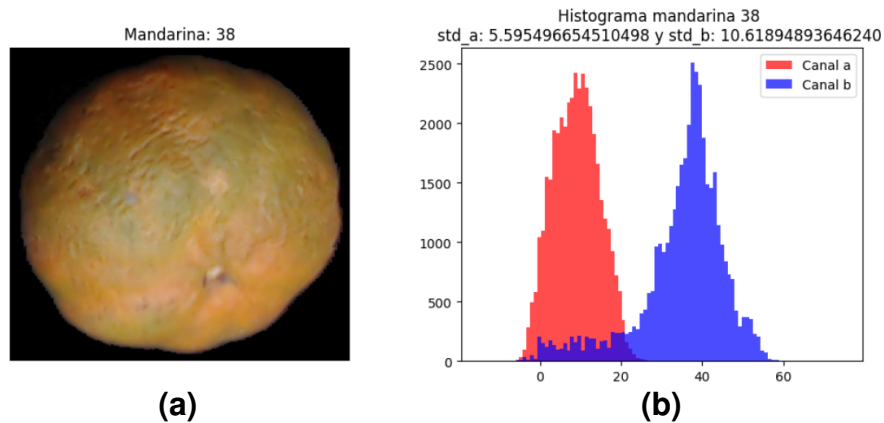 Mandarina: 38
(a)
Histograma mandarina 38
std_a: 5.595496654510498 y std_b: 10.61894893646240
Canal a
Canal b
2500
2000
1500
1000
500
0
0 20 40 60
(b)